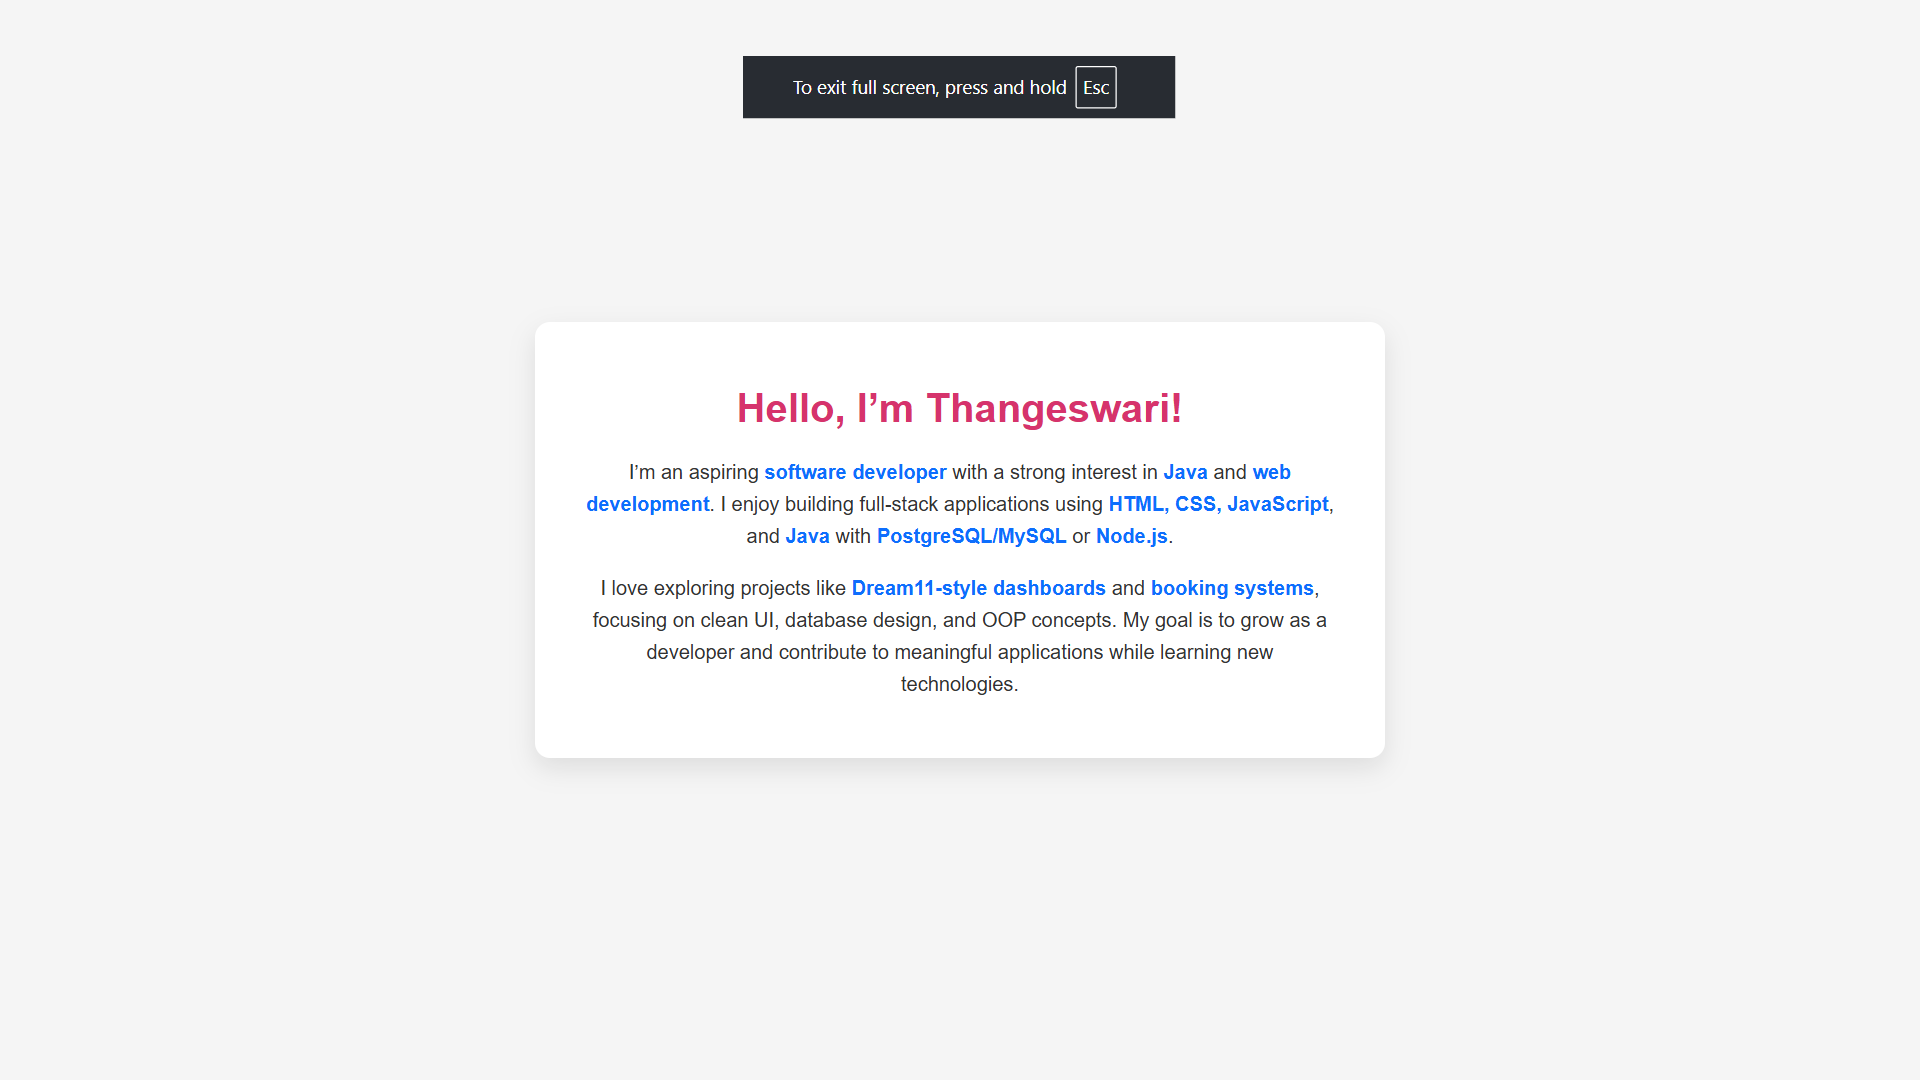 To exit full screen, press and hold Esc
Hello, I’m Thangeswari!
I’m an aspiring software developer with a strong interest in Java and web
development. I enjoy building full-stack applications using HTML, CSS, JavaScript,
and Java with PostgreSQL/MySQL or Node.js.
I love exploring projects like Dream11-style dashboards and booking systems,
focusing on clean UI, database design, and OOP concepts. My goal is to grow as a
developer and contribute to meaningful applications while learning new
technologies.